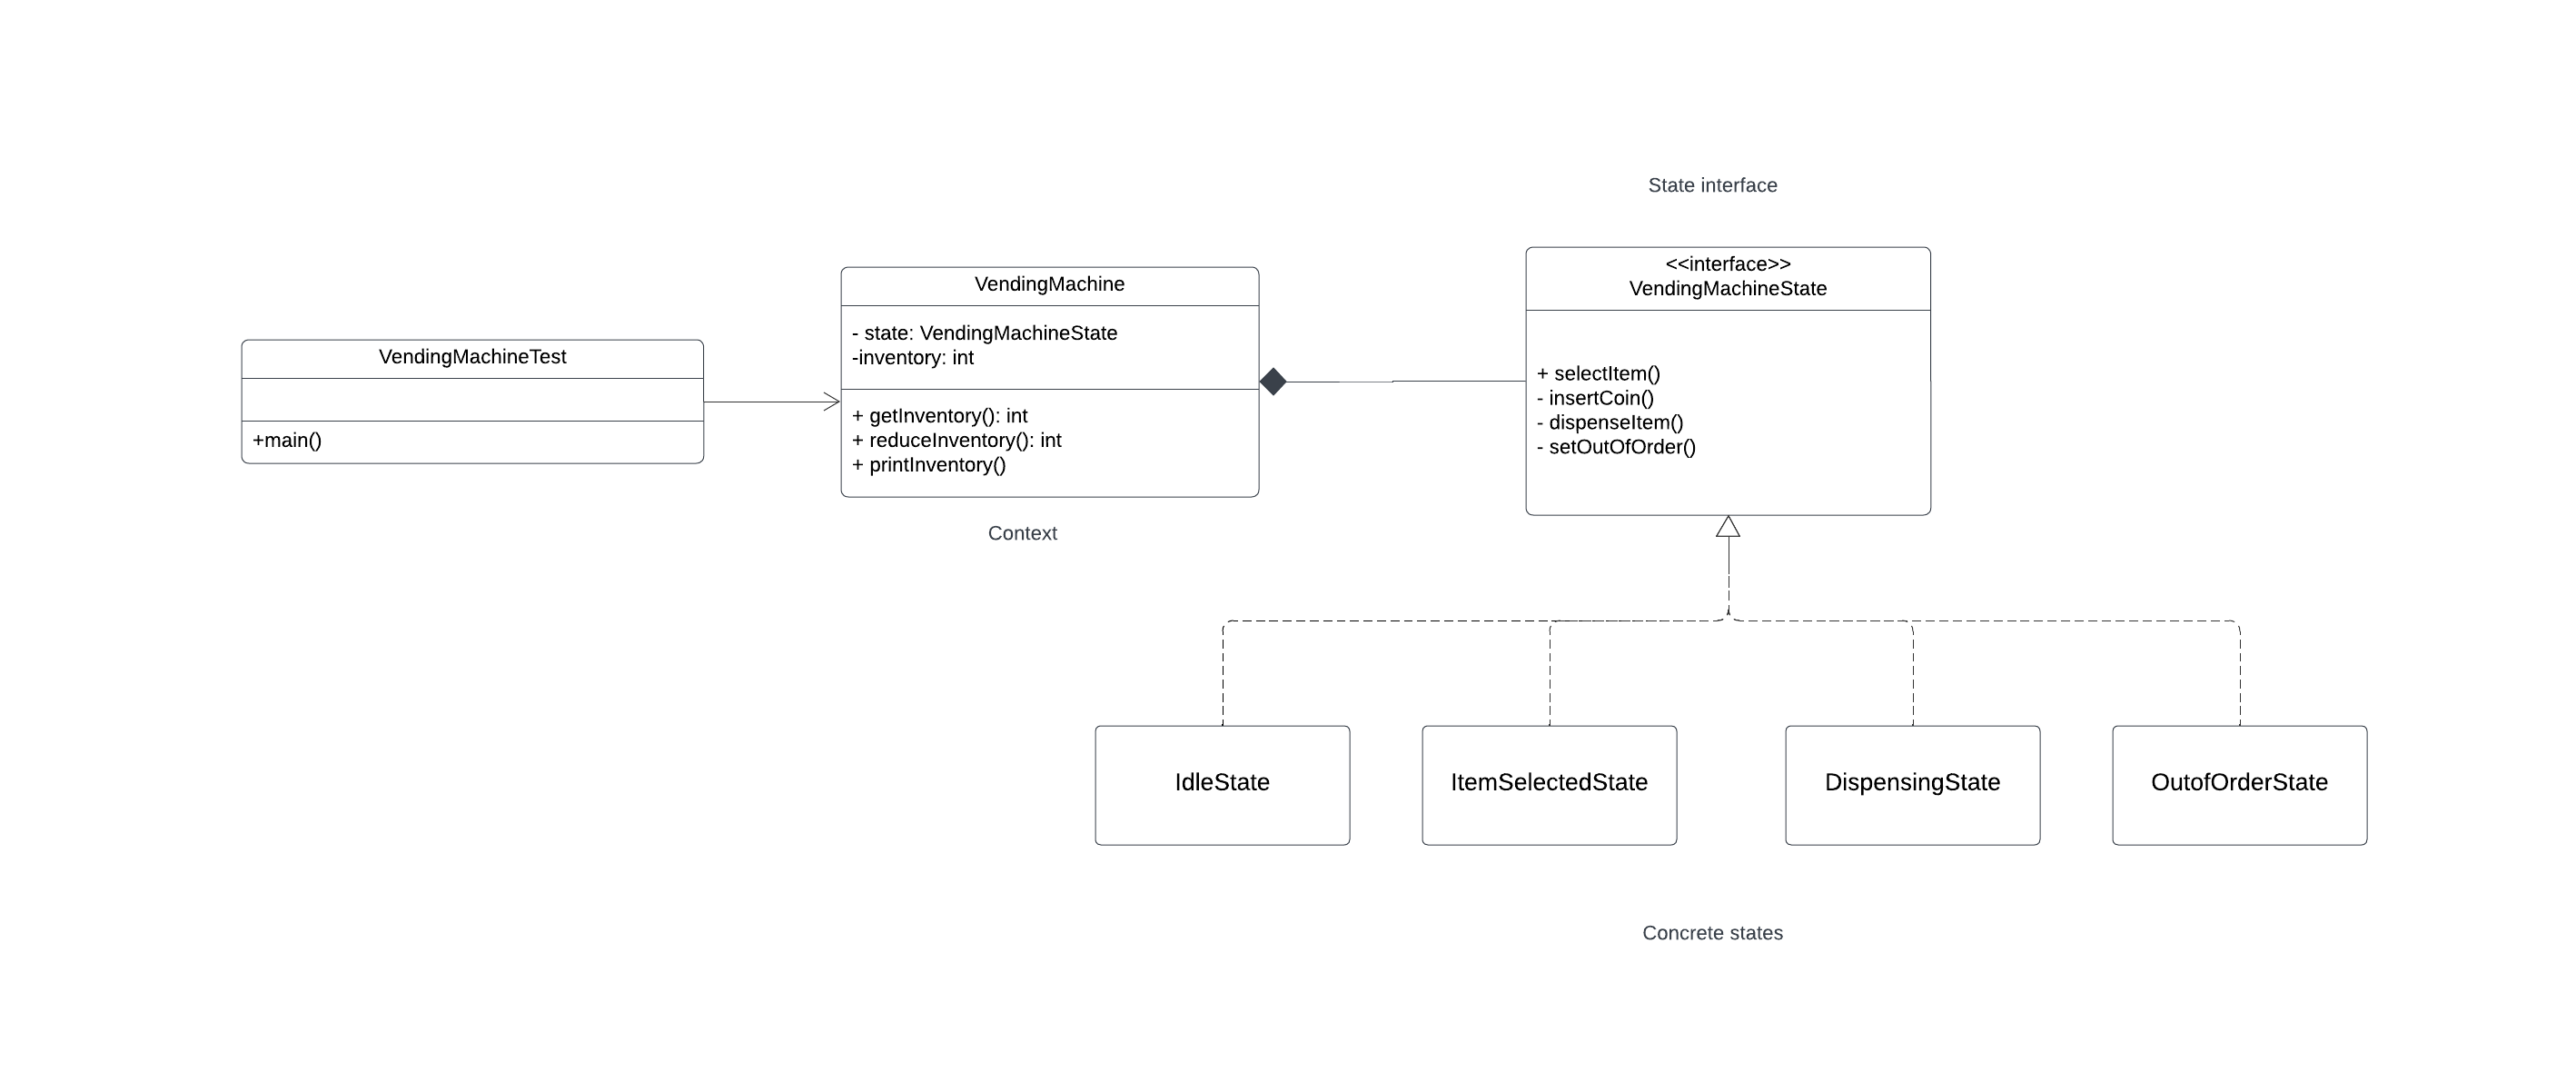 State interface
VendingMachineTest
+main()
VendingMachine
- state: VendingMachineState
-inventory: int
+ getInventory(): int
+ reduceInventory(): int
+ printInventory()
Context
<<interface>>
VendingMachineState
+ selectItem()
- insertCoin()
- dispenseItem()
- setOutOfOrder()
IdleState
ItemSelectedState
DispensingState
OutofOrderState
Concrete states